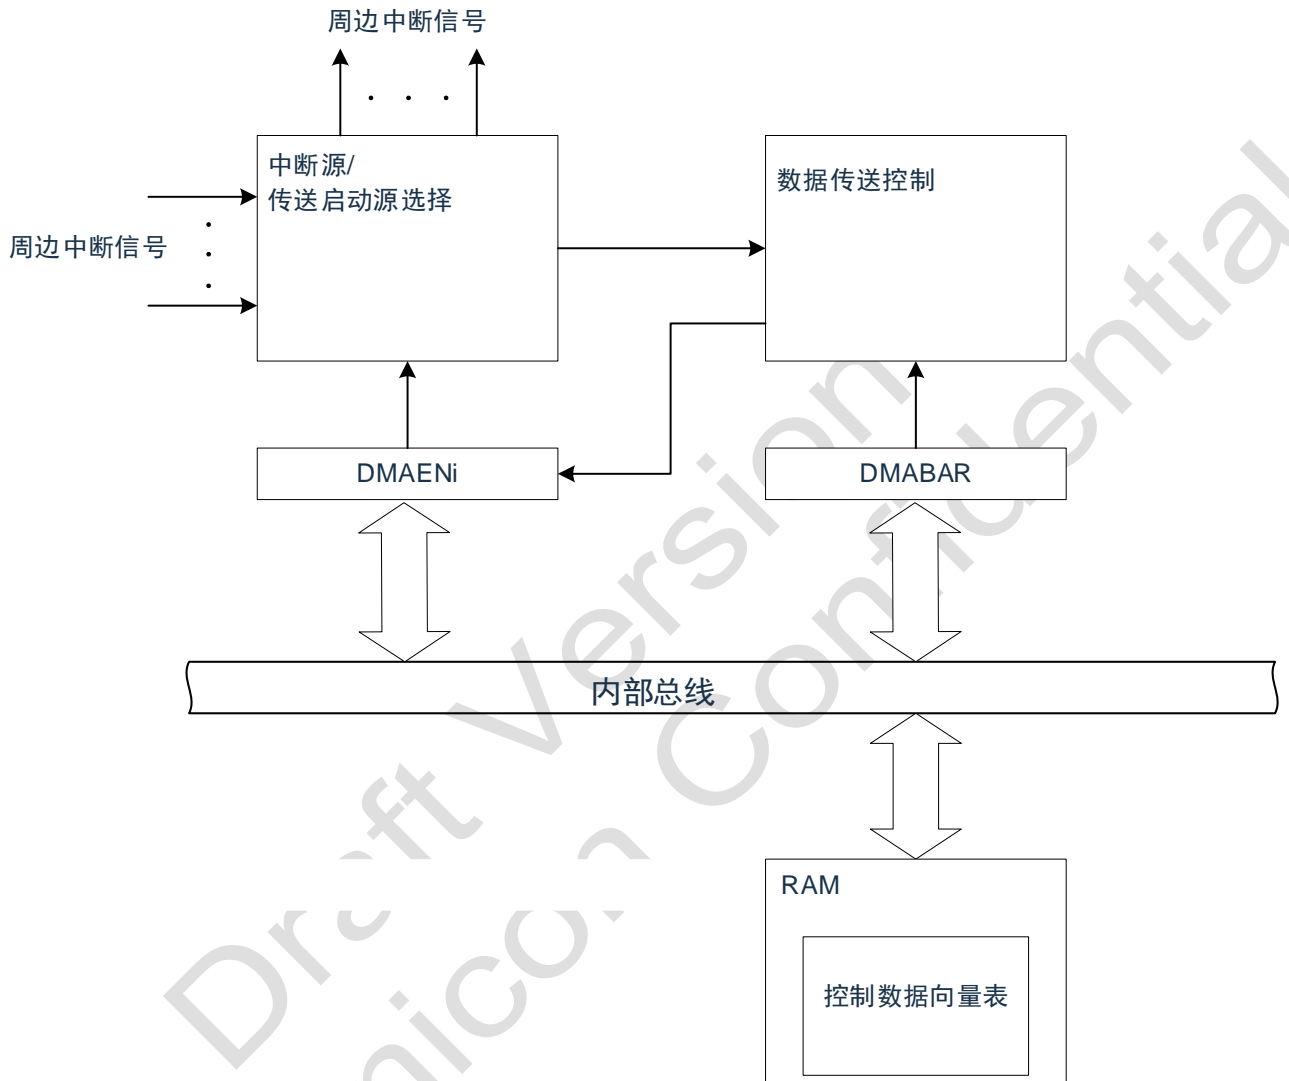 周边中断信号
中断源/
传送启动源选择
数据传送控制
周边中断信号
DMAENi
DMABAR
内部总线
RAM
控制数据向量表
Draft Version
Confidential